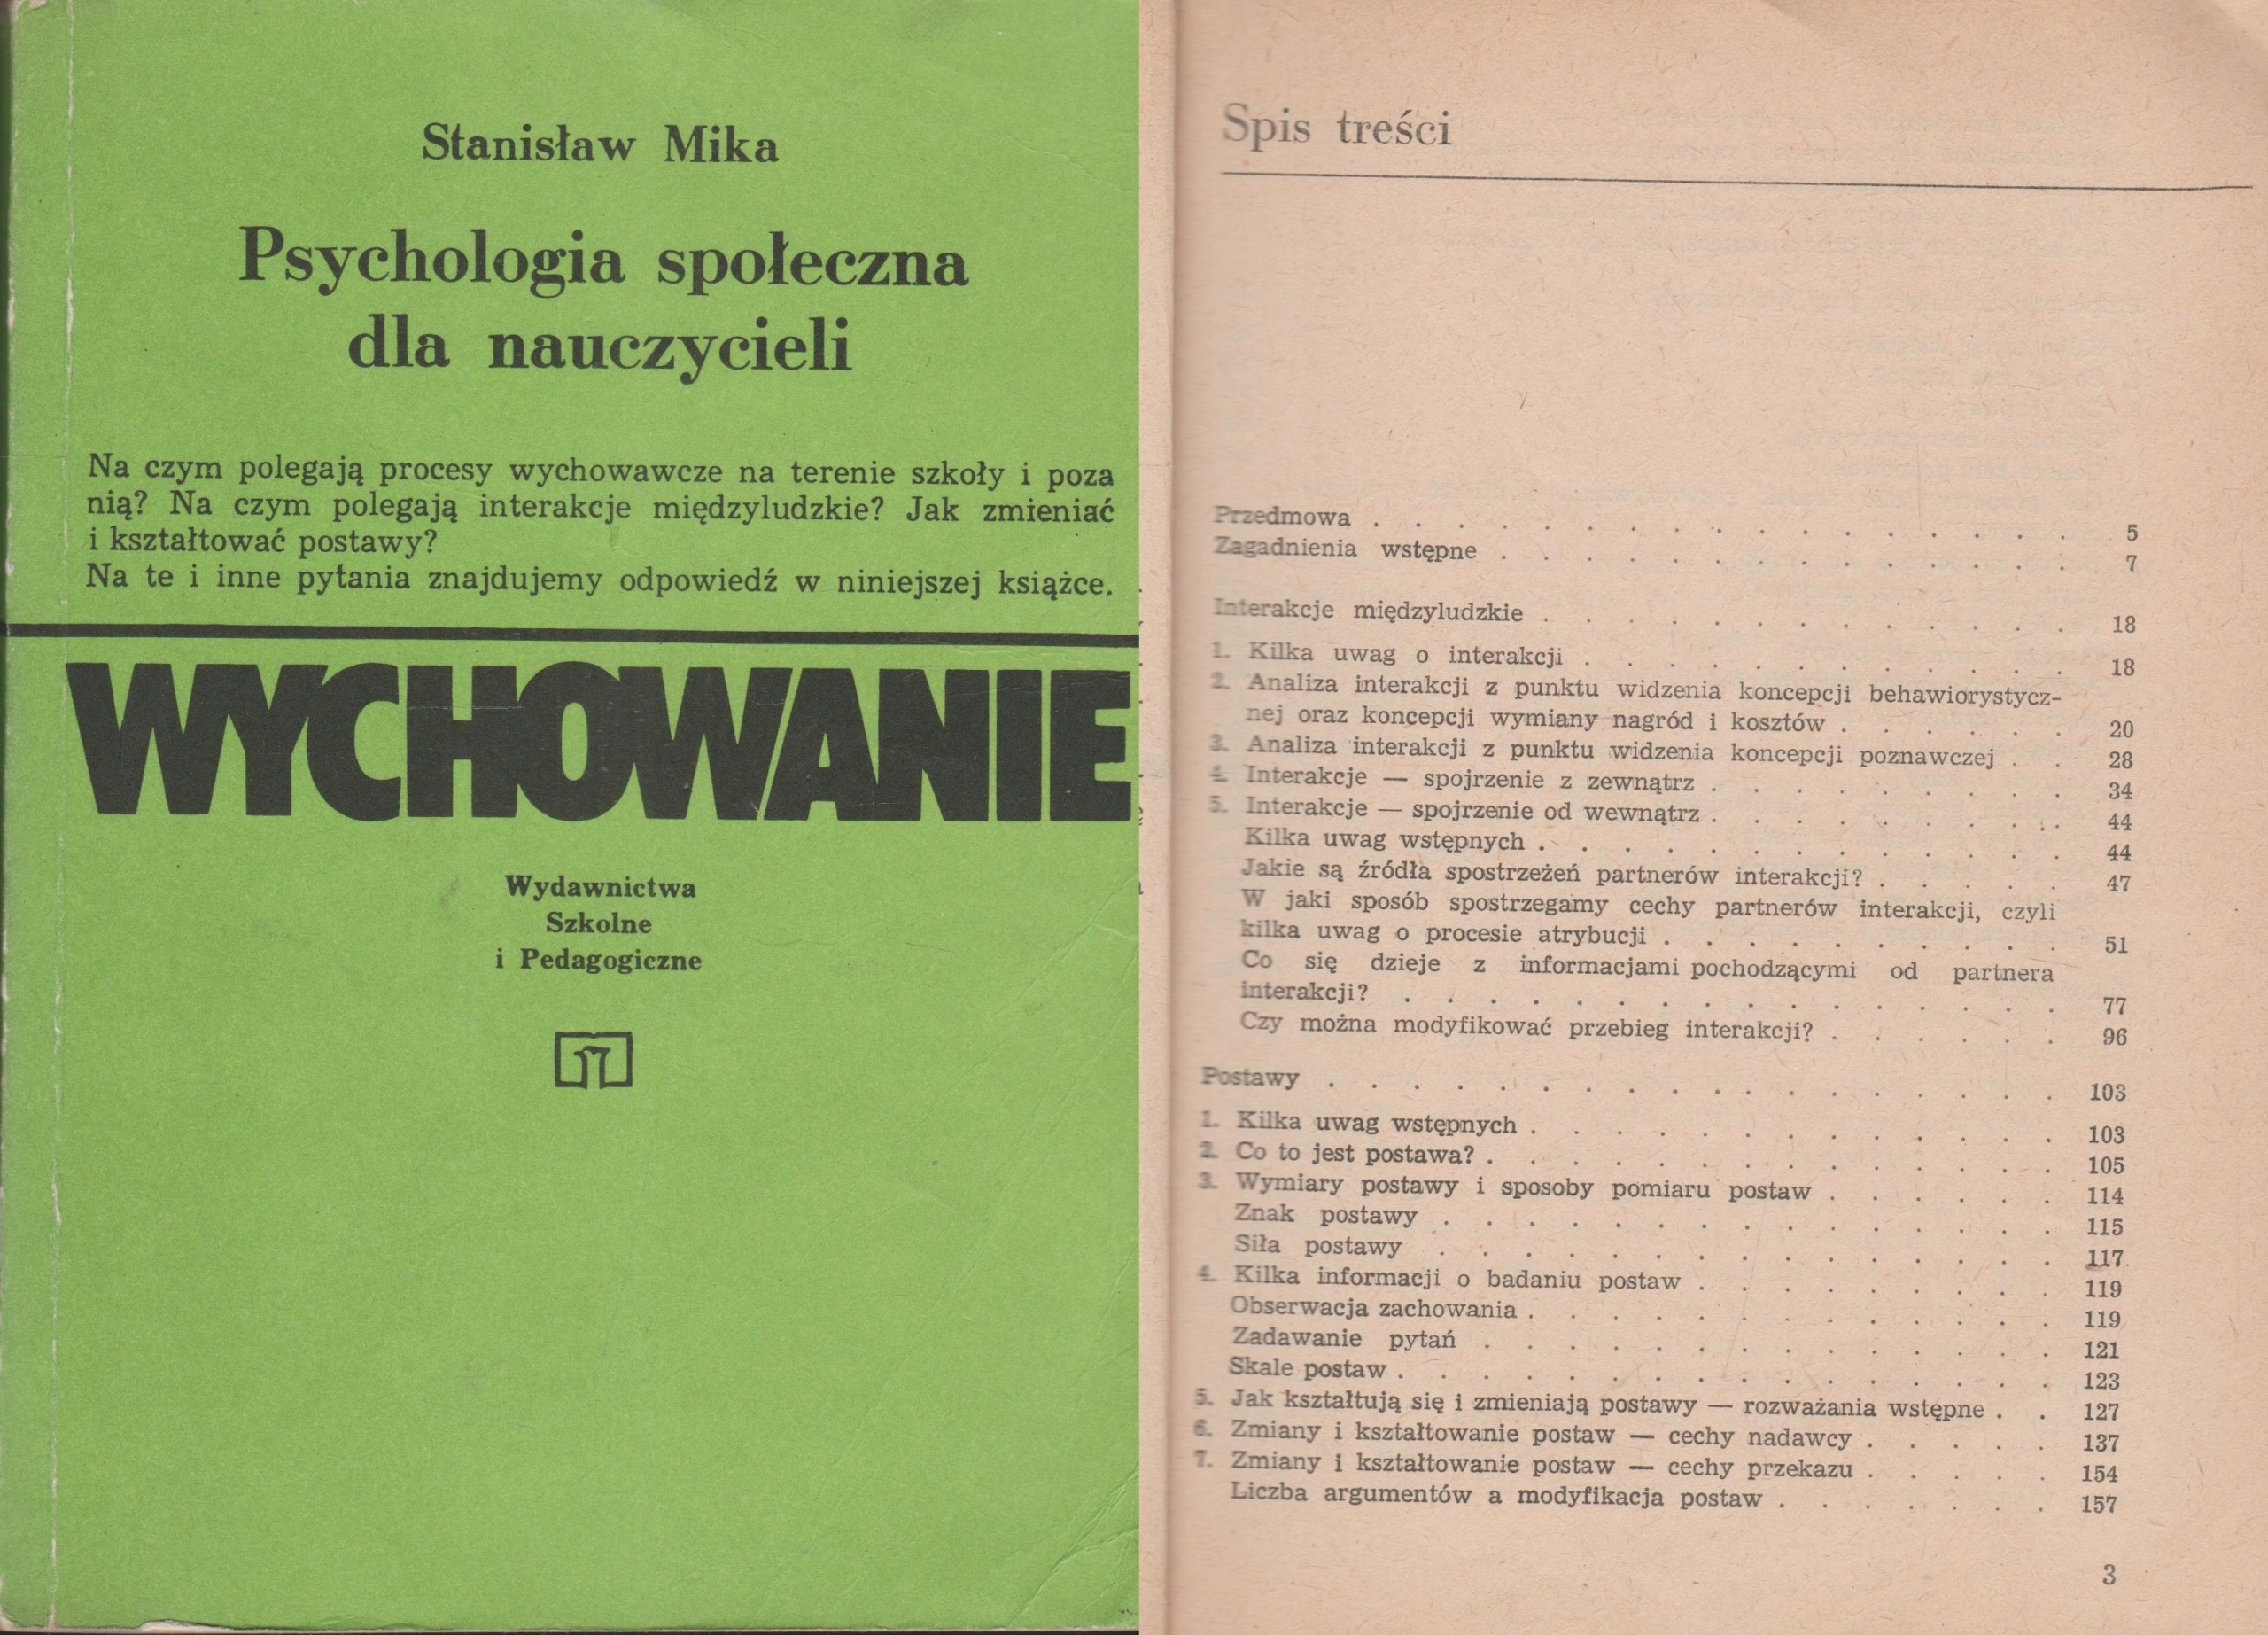 Stanisław Mika
Psychologia społeczna
dla nauczycieli
Na czym polegają procesy wychowawcze na terenie szkoły i poza
nią? Na czym polegają interakcje międzyludzkie? Jak zmieniać
i kształtować postawy?
Na te i inne pytania znajdujemy odpowiedź w niniejszej książce.
WYCHOWANIE
Wydawnictwa
Szkolne
i Pedagogiczne
Spis treści
Przedmowa . . . . . . . . . . . . . . . . . 5
Zagadnienia wstępne . . . . . . . . . . . . . . 7
Interakcje międzyludzkie . . . . . . . . . . . . . 18
1. Kilka uwag o interakcji . . . . . . . . . . . . 18
2. Analiza interakcji z punktu widzenia koncepcji behawiorystycz-
nej oraz koncepcji wymiany nagród i kosztów . . . . . . 20
3. Analiza interakcji z punktu widzenia koncepcji poznawczej . . 28
4. Interakcje — spojrzenie z zewnątrz . . . . . . . . . 34
5. Interakcje — spojrzenie od wewnątrz . . . . . . . . . 44
Kilka uwag wstępnych . . . . . . . . . . . . . 44
Jakie są źródła spostrzeżeń partnerów interakcji? . . . . . 47
W jaki sposób spostrzegamy cechy partnerów interakcji, czyli
kilka uwag o procesie atrybucji . . . . . . . . . . 51
Co się dzieje z informacjami pochodzącymi od partnera
interakcji? . . . . . . . . . . . . . . . . 77
Czy można modyfikować przebieg interakcji? . . . . . . 96
Postawy . . . . . . . . . . . . . . . . . . 103
1. Kilka uwag wstępnych . . . . . . . . . . . . . 103
2. Co to jest postawa? . . . . . . . . . . . . . . 105
3. Wymiary postawy i sposoby pomiaru postaw . . . . . . 114
Znak postawy . . . . . . . . . . . . . . . 115
Siła postawy . . . . . . . . . . . . . . . 117
4. Kilka informacji o badaniu postaw . . . . . . . . . 119
Obserwacja zachowania . . . . . . . . . . . . . 119
Zadawanie pytań . . . . . . . . . . . . . . 121
Skale postaw . . . . . . . . . . . . . . . . 123
5. Jak kształtują się i zmieniają postawy — rozważania wstępne . . 127
6. Zmiany i kształtowanie postaw — cechy nadawcy . . . . . 137
7. Zmiany i kształtowanie postaw — cechy przekazu . . . . . 154
Liczba argumentów a modyfikacja postaw . . . . . . . 157
3